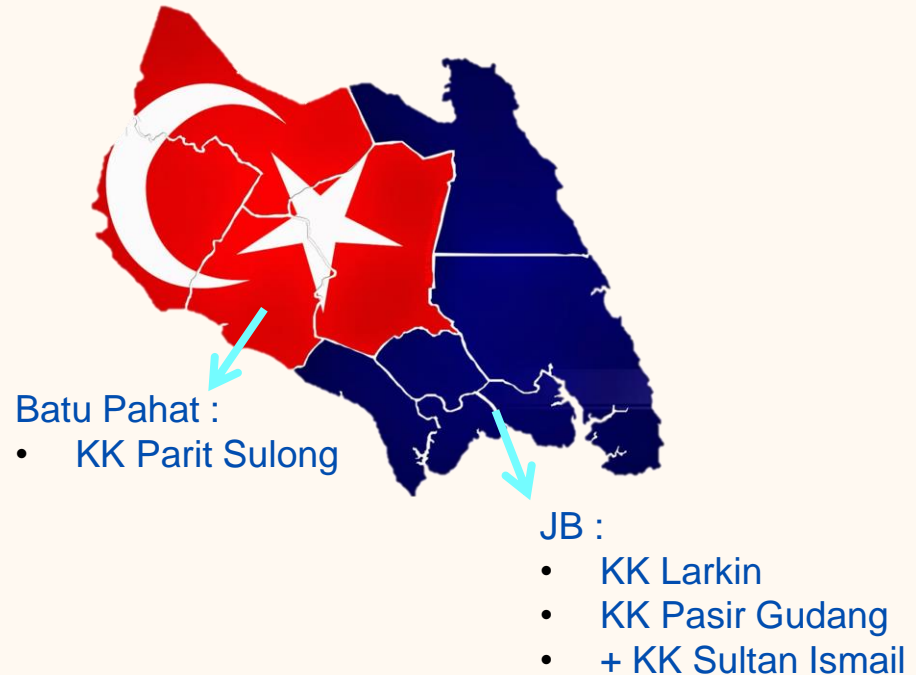 Batu Pahat :
• KK Parit Sulong
JB :
• KK Larkin
• KK Pasir Gudang
• + KK Sultan Ismail